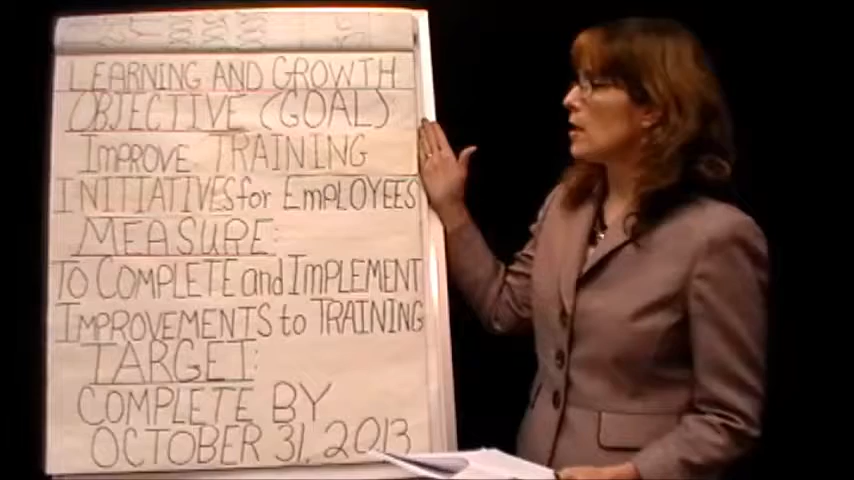 LEARNING AND GROWTH
OBJECTIVE (GOAL)
IMPROVE TRAINING
INITIATIVES for EMPLOYEES
MEASURE:
TO COMPLETE and IMPLEMENT
IMPROVEMENTS to TRAINING
TARGET:
COMPLETE BY
OCTOBER 31, 2013